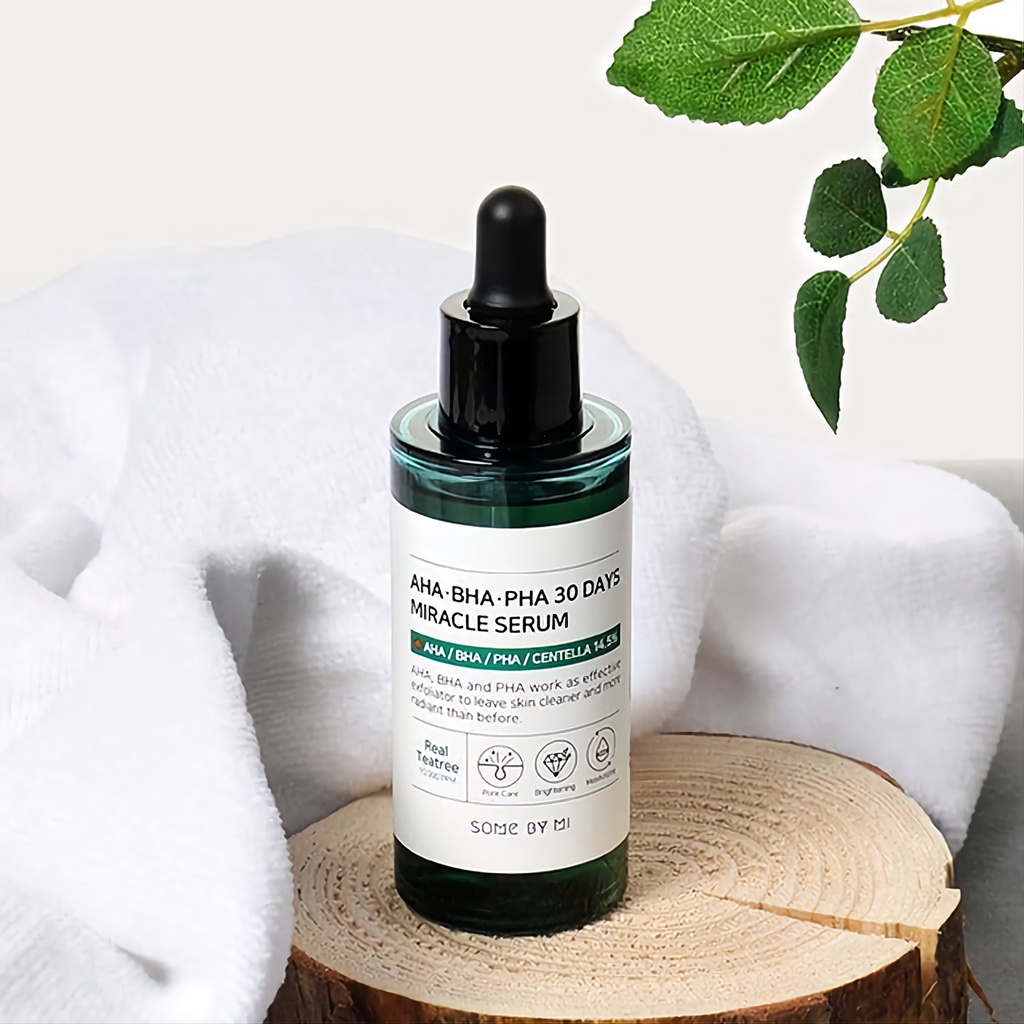 AHA·BHA·PHA 30 DAYS
MIRACLE SERUM
AHA / BHA / PHA / CENTELLA 14.5%
AHA, BHA and PHA work as effective
exfoliator to leave skin cleaner and more
radiant than before.
Real
Teatree
Brightening
SOME BY MI